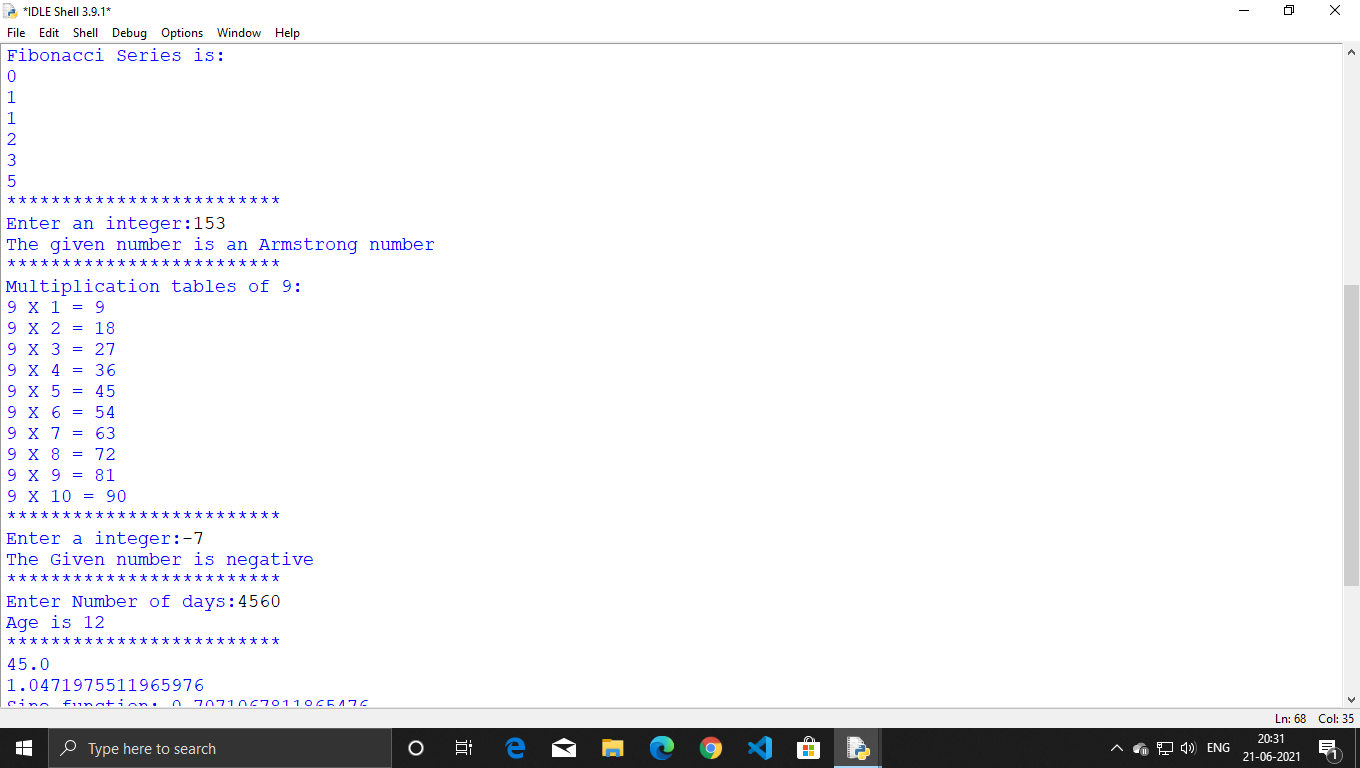 *IDLE Shell 3.9.1*
File Edit Shell Debug Options Window Help
Fibonacci Series is:
0
1
1
2
3
5
*************************
Enter an integer:153
The given number is an Armstrong number
*************************
Multiplication tables of 9:
9 X 1 = 9
9 X 2 = 18
9 X 3 = 27
9 X 4 = 36
9 X 5 = 45
9 X 6 = 54
9 X 7 = 63
9 X 8 = 72
9 X 9 = 81
9 X 10 = 90
*************************
Enter a integer:-7
The Given number is negative
*************************
Enter Number of days:4560
Age is 12
*************************
45.0
1.0471975511965976
Sine function: 0.7071067811865476
Ln: 68 Col: 35
Type here to search
ENG
20:31
21-06-2021
1